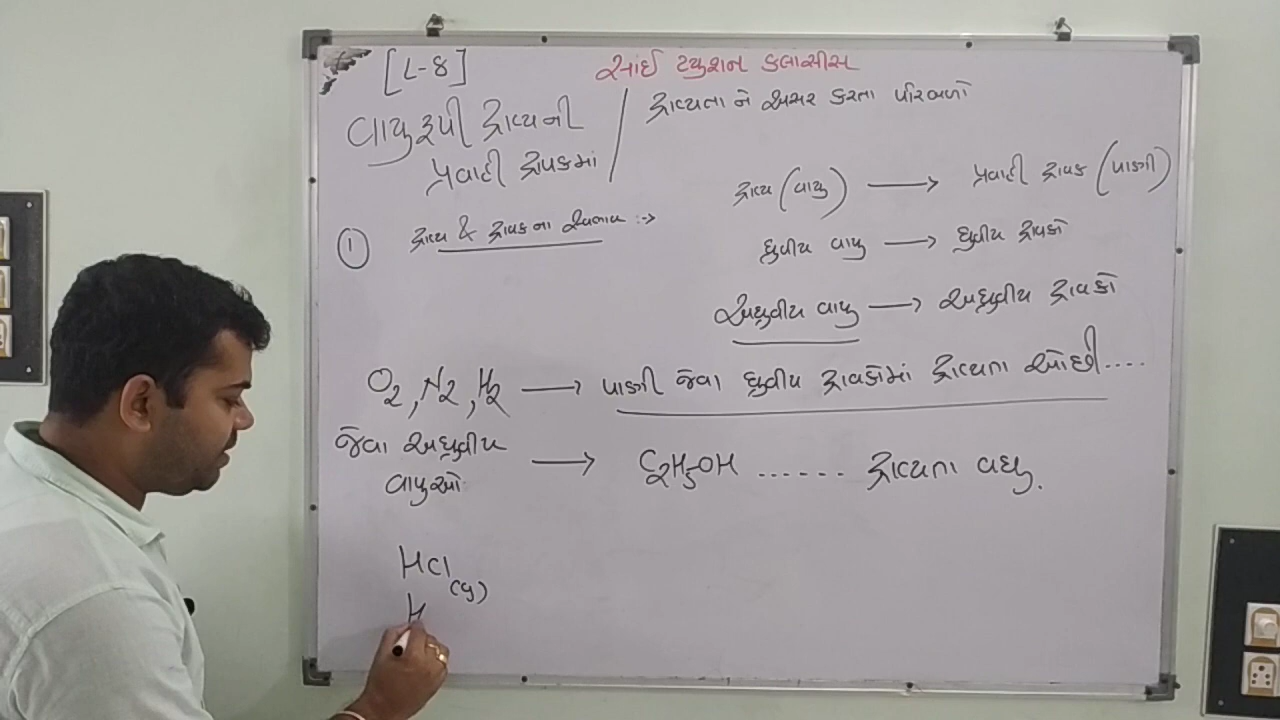 [L-8]
સાંઈ ટ્યુશન ક્લાસીસ
વાયુરૂપી દ્રાવ્યની
પ્રવાહી દ્રાવકમાં
દ્રાવ્યતાને અસર કરતા પરિબળો
① દ્રાવ્ય & દ્રાવકના સ્વભાવ :->
દ્રાવ્ય (વાયુ) ⟶ પ્રવાહી દ્રાવક (પાણી)
ધ્રુવીય વાયુ ⟶ ધ્રુવીય દ્રાવકો
અધ્રુવીય વાયુ ⟶ અધ્રુવીય દ્રાવકો
O2, N2, H2 ⟶ પાણી જેવા ધ્રુવીય દ્રાવકોમાં દ્રાવ્યતા ઓછી....
જેવા અધ્રુવીય
વાયુઓ ⟶ C2H5OH ...... દ્રાવ્યતા વધુ.
HCl(g)
H